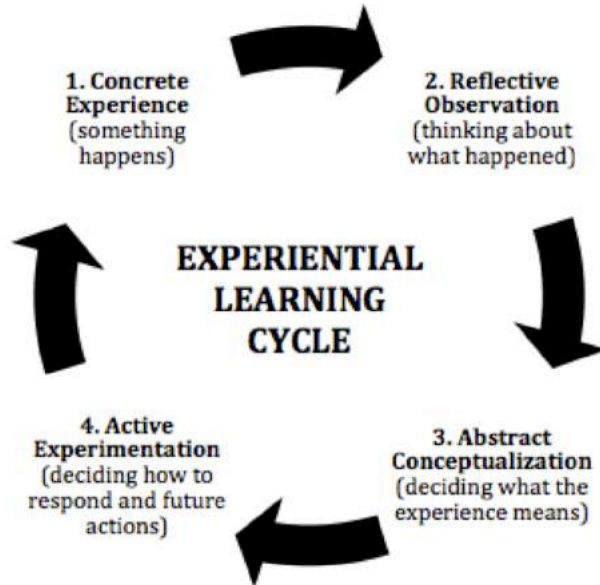 1. Concrete
Experience
(something
happens)
2. Reflective
Observation
(thinking about
what happened)
EXPERIENTIAL
LEARNING
CYCLE
3. Abstract
Conceptualization
(deciding what the
experience means)
4. Active
Experimentation
(deciding how to
respond and future
actions)